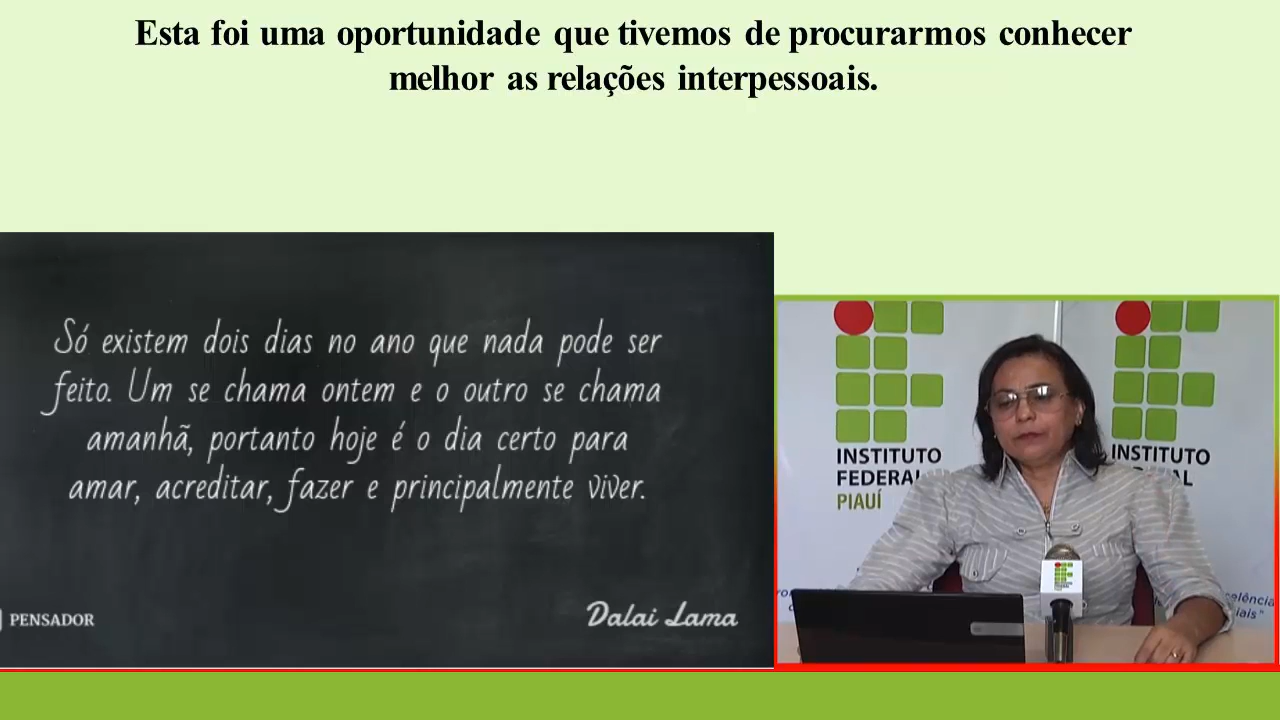 Esta foi uma oportunidade que tivemos de procurarmos conhecer
melhor as relações interpessoais.
Só existem dois dias no ano que nada pode ser
feito. Um se chama ontem e o outro se chama
amanhã, portanto hoje é o dia certo para
amar, acreditar, fazer e principalmente viver.
PENSADOR
Dalai Lama
INSTITUTO
FEDERAL
PIAUÍ
INSTITUTO